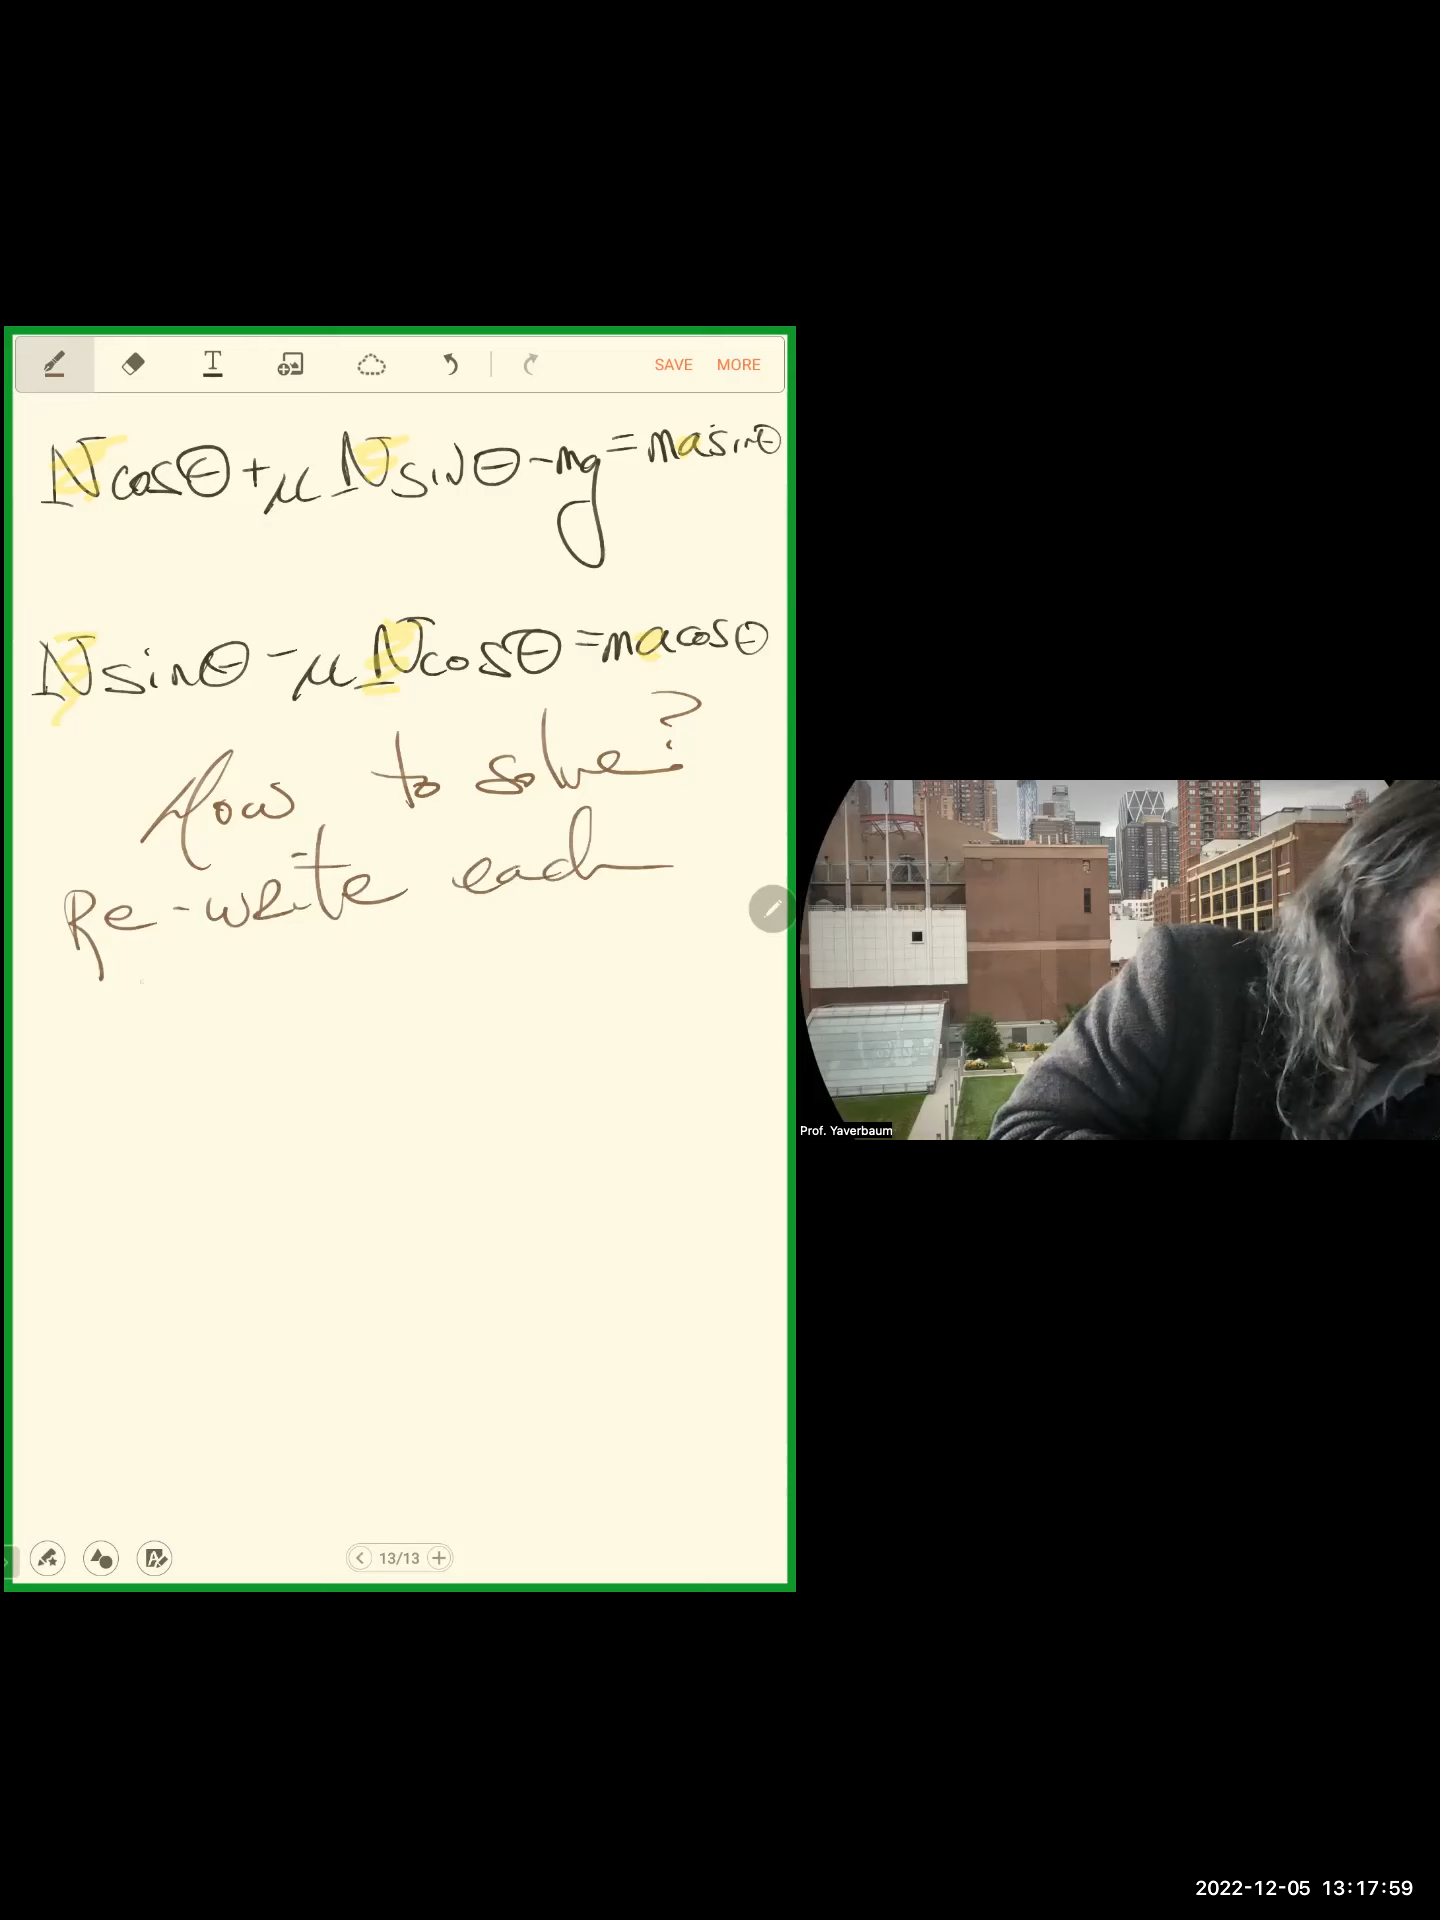 T
SAVE MORE
Ncosθ+μNsinθ-mg=masinθ
Nsinθ-μNcosθ=macosθ
How to solve?
Re-write each
Prof. Yaverbaum
13/13
2022-12-05 13:17:59